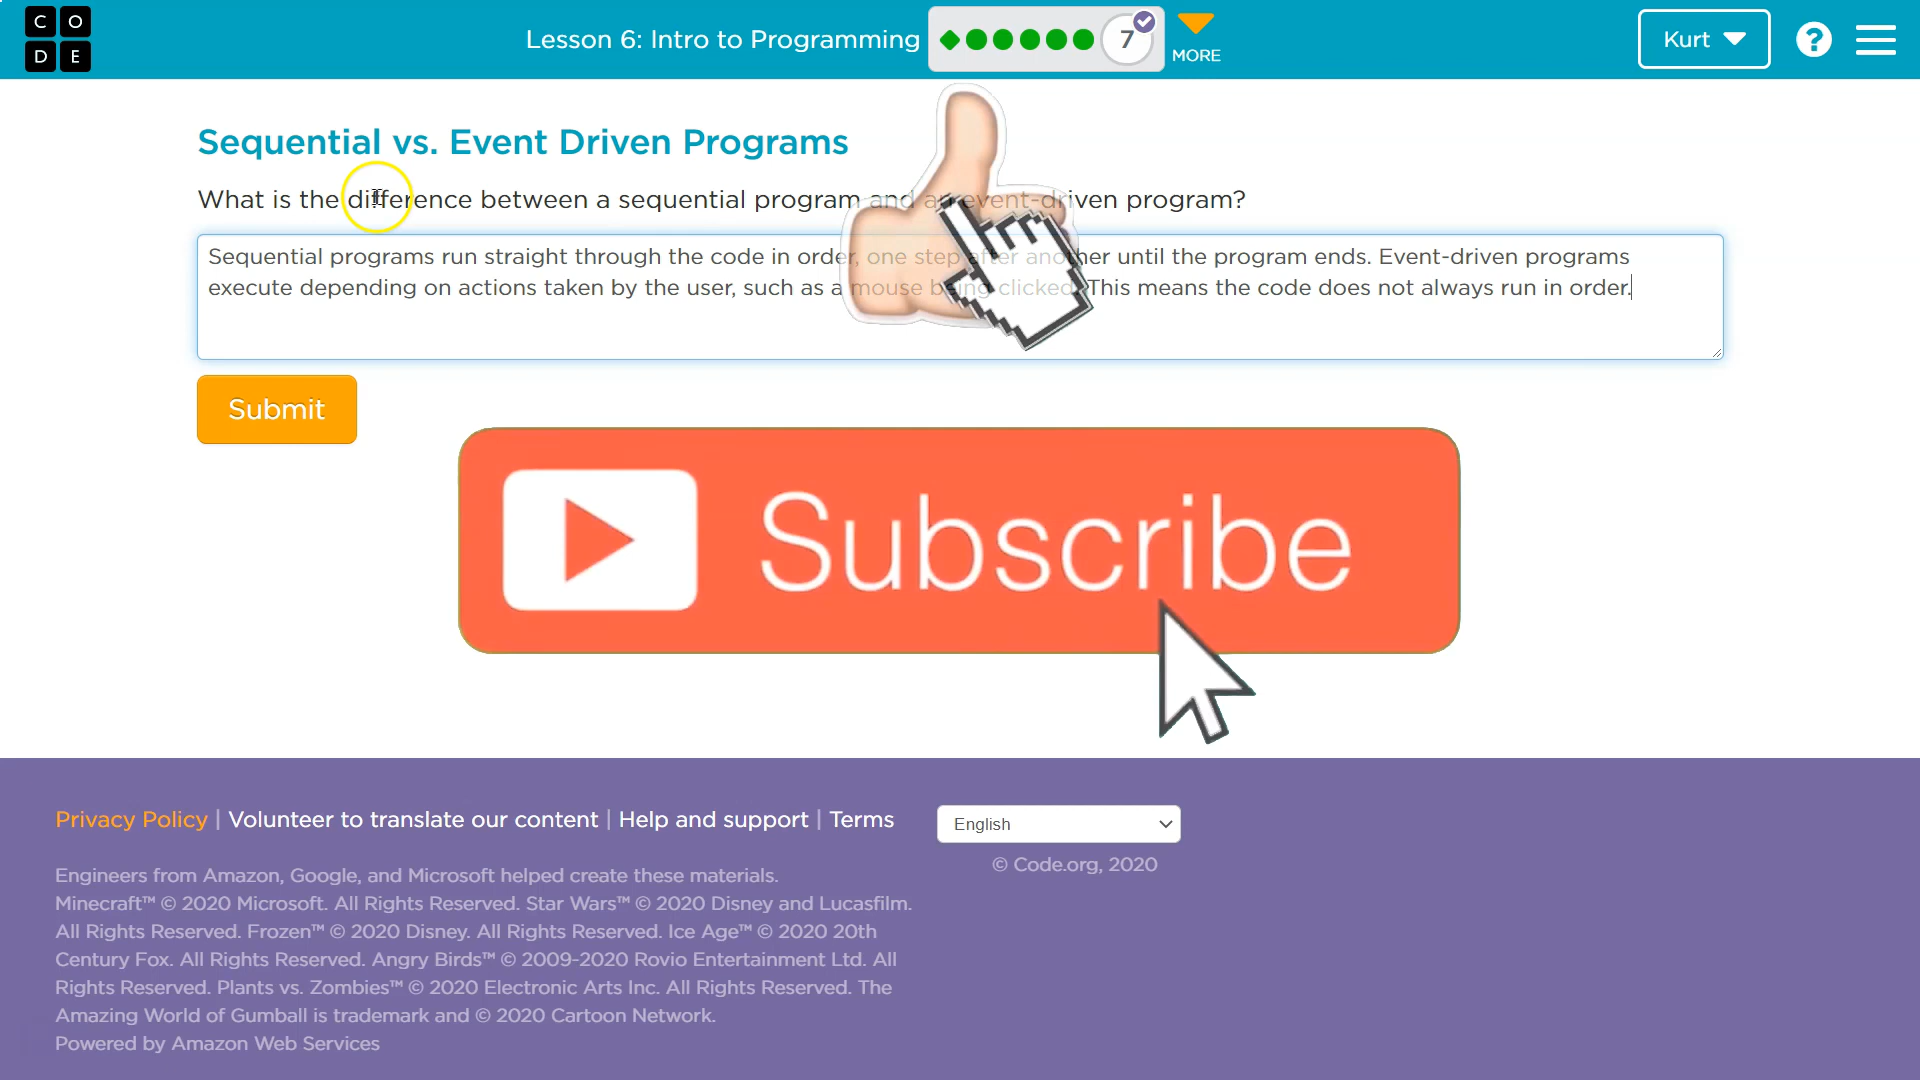 C O
D E
Lesson 6: Intro to Programming
7
MORE
Kurt
?
Sequential vs. Event Driven Programs
What is the difference between a sequential program and an event-driven program?
Sequential programs run straight through the code in order, one step after another until the program ends. Event-driven programs
execute depending on actions taken by the user, such as a mouse being clicked. This means the code does not always run in order.
Submit
Subscribe
Privacy Policy | Volunteer to translate our content | Help and support | Terms
English
© Code.org, 2020
Engineers from Amazon, Google, and Microsoft helped create these materials.
Minecraft™ © 2020 Microsoft. All Rights Reserved. Star Wars™ © 2020 Disney and Lucasfilm.
All Rights Reserved. Frozen™ © 2020 Disney. All Rights Reserved. Ice Age™ © 2020 20th
Century Fox. All Rights Reserved. Angry Birds™ © 2009-2020 Rovio Entertainment Ltd. All
Rights Reserved. Plants vs. Zombies™ © 2020 Electronic Arts Inc. All Rights Reserved. The
Amazing World of Gumball is trademark and © 2020 Cartoon Network.
Powered by Amazon Web Services